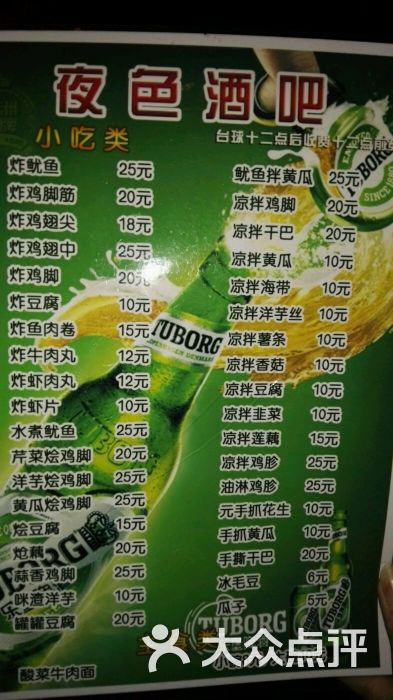 夜色酒吧
小吃类
台球十二点后收费十二点前
炸鱿鱼 25元
炸鸡脚筋 20元
炸鸡翅尖 18元
炸鸡翅中 25元
炸鸡脚 20元
炸豆腐 10元
炸鱼肉卷 15元
炸牛肉丸 12元
炸虾肉丸 12元
炸虾片 10元
水煮鱿鱼 25元
芹菜烩鸡脚 20元
洋芋烩鸡脚 25元
黄瓜烩鸡脚 25元
烩豆腐 15元
炝藕 20元
蒜香鸡脚 25元
咪渣洋芋 10元
罐罐豆腐 20元
酸菜牛肉面
鱿鱼拌黄瓜 25元
凉拌鸡脚 20元
凉拌干巴 20元
凉拌黄瓜 10元
凉拌海带 10元
凉拌洋芋丝 10元
凉拌薯条 10元
凉拌香菇 10元
凉拌豆腐 10元
凉拌韭菜 10元
凉拌莲藕 15元
凉拌鸡胗 25元
油淋鸡胗 25元
元手抓花生 10元
手抓黄瓜 10元
手撕干巴 20元
冰毛豆 6元
瓜子 5元
TUBORG
TUBORG
TUBORG
TUBORG
大众点评